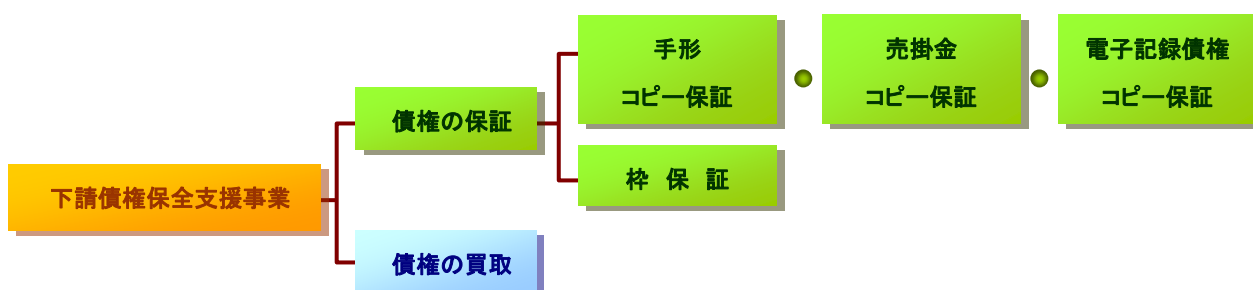 下請債権保全支援事業
債権の保証
手形
コピー保証
売掛金
コピー保証
電子記録債権
コピー保証
枠 保 証
債権の買取